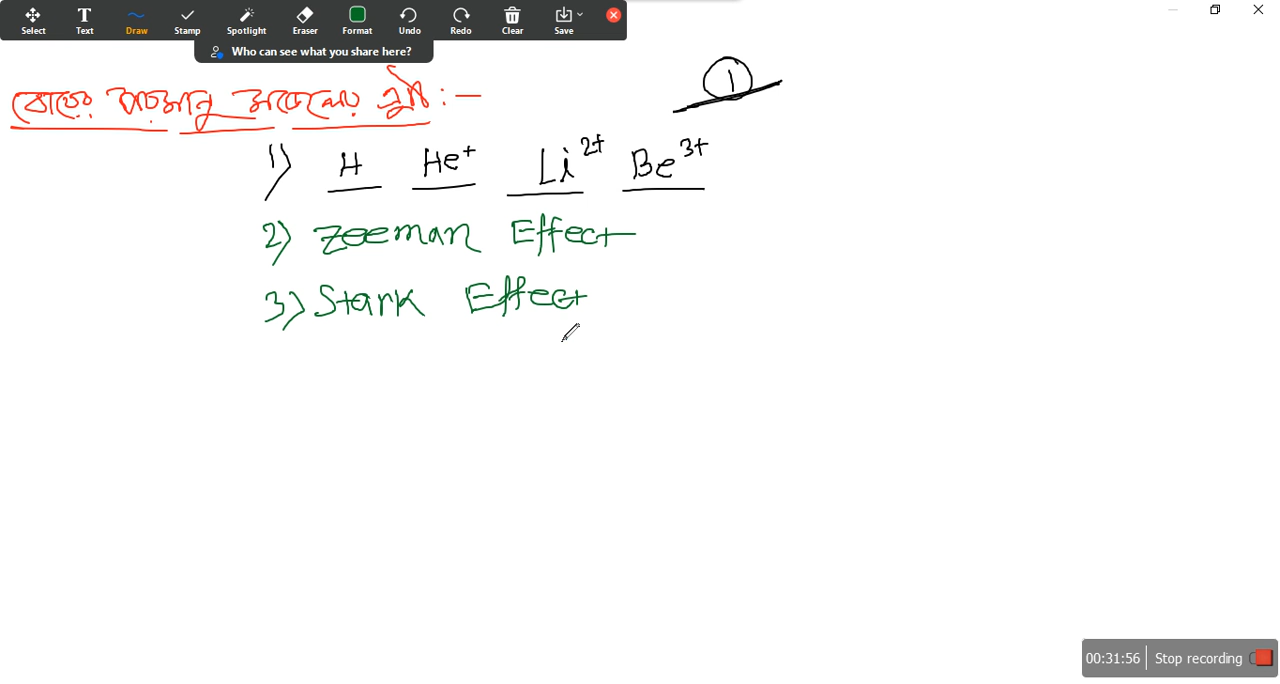 Select Text Draw Stamp Spotlight Eraser Format Undo Redo Clear Save
Who can see what you share here?
বোরের পরমাণু মডেলের ত্রুটি :-
1
1) H He+ Li2+ Be3+
2) Zeeman Effect
3) Stark Effect
00:31:56 Stop recording